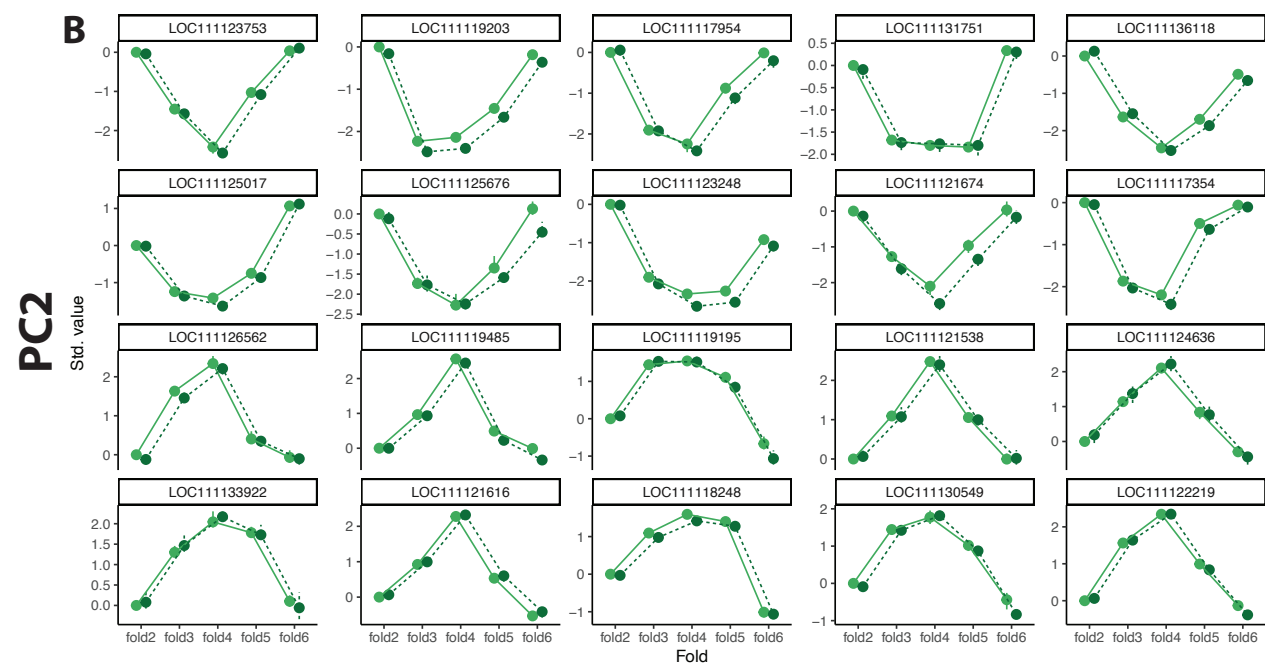 B
PC2
Std. value
LOC111123753 LOC111119203 LOC111117954 LOC111131751 LOC111136118
0 0 0 0.5 0
−1 −1 −1 0.0 −1
−2 −2 −2 −0.5 −2
−1.0
−1.5
−2.0
LOC111125017 LOC111125676 LOC111123248 LOC111121674 LOC111117354
1 0.0 0 0 0
0 −0.5 −1 −1 −1
−1 −1.0 −2 −2 −2
−1.5
−2.0
−2.5
LOC111126562 LOC111119485 LOC111119195 LOC111121538 LOC111124636
2 2 1 2 2
1 1 0 1 1
0 0 −1 0 0
LOC111133922 LOC111121616 LOC111118248 LOC111130549 LOC111122219
2.0 2 1 2 2
1.5 1 0 1 1
1.0 0 −1 0 0
0.5 −1
0.0
fold2 fold3 fold4 fold5 fold6 fold2 fold3 fold4 fold5 fold6 fold2 fold3 fold4 fold5 fold6 fold2 fold3 fold4 fold5 fold6 fold2 fold3 fold4 fold5 fold6
Fold